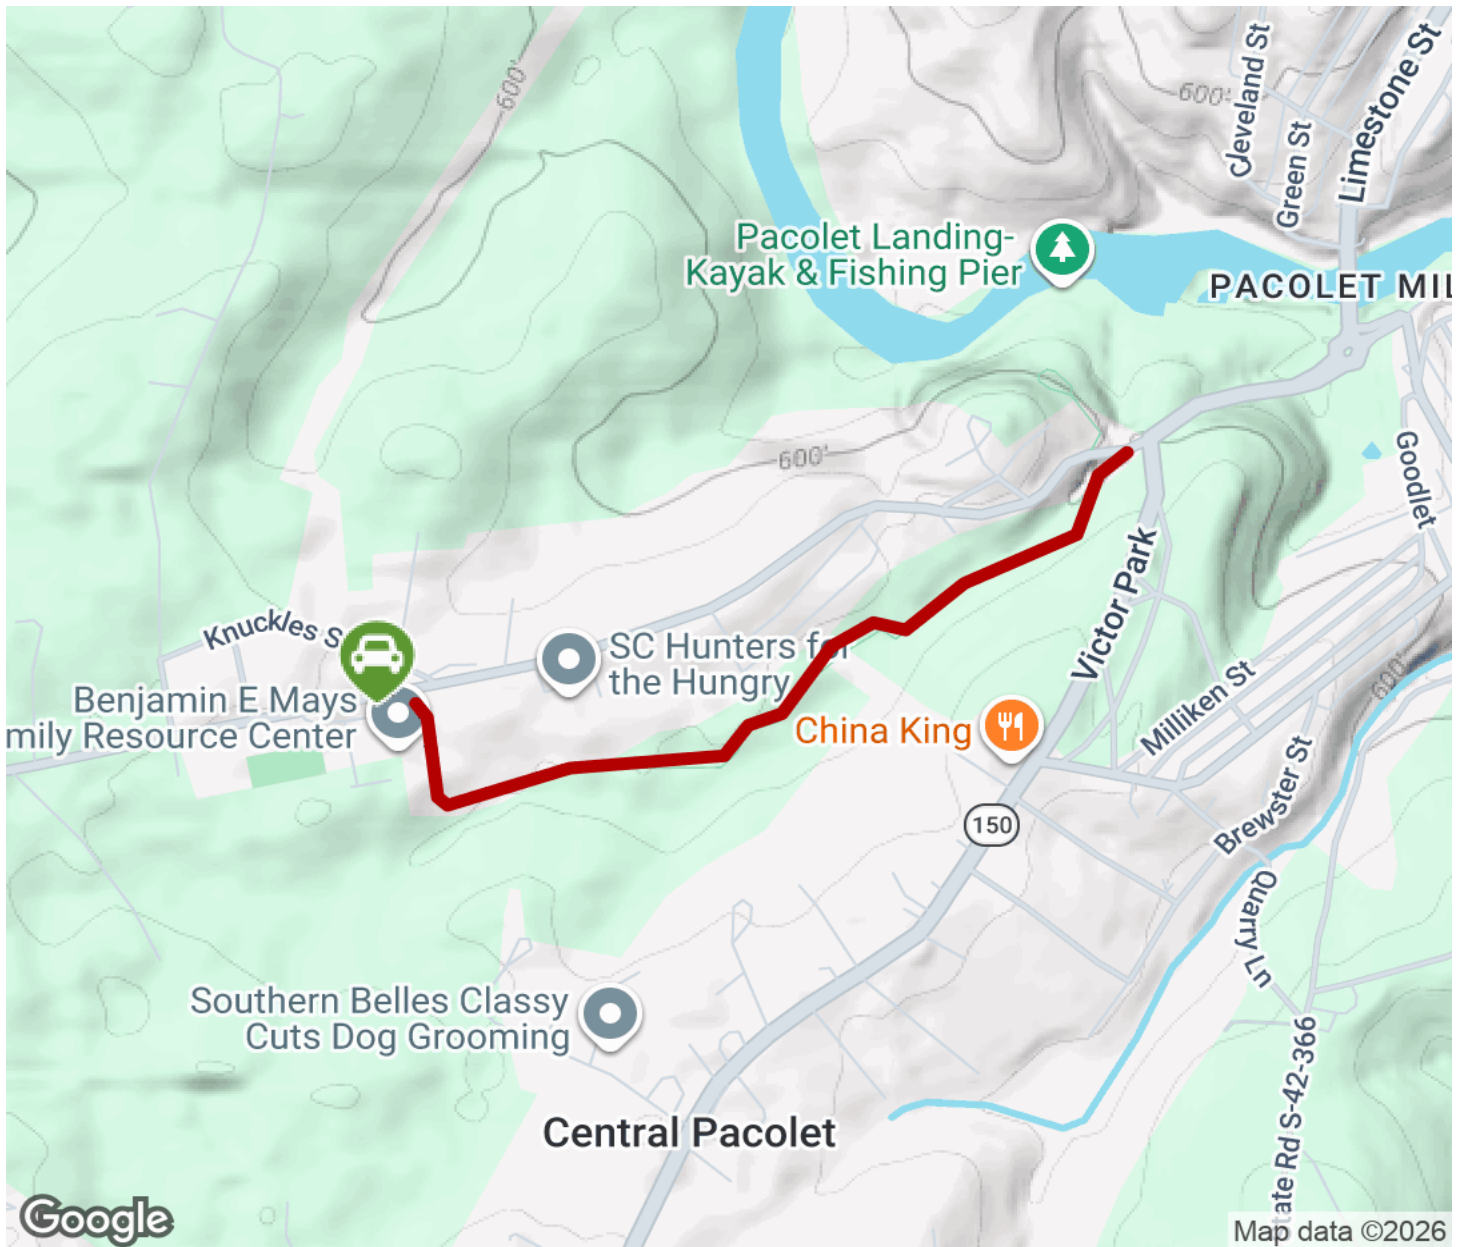 600'
600'
Cleveland St
Green St
Limestone St
Pacolet Landing-
Kayak & Fishing Pier
PACOLET MIL
600'
Goodlet
Knuckles S
SC Hunters for
the Hungry
Victor Park
Benjamin E Mays
mily Resource Center
China King
Milliken St
600'
Brewster St
150
Quarry Ln
Southern Belles Classy
Cuts Dog Grooming
Central Pacolet
tate Rd S-42-366
Google
Map data ©2026